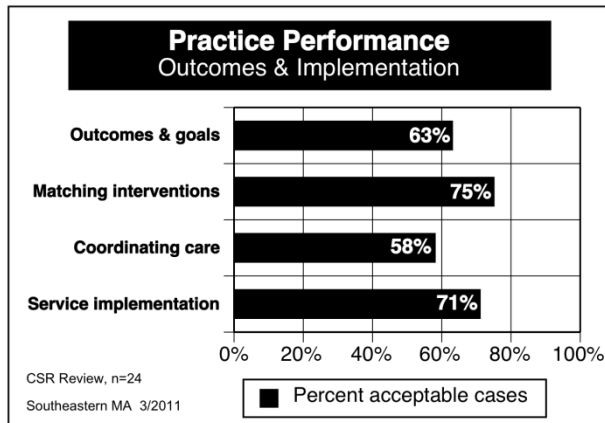 Practice Performance
Outcomes & Implementation
Outcomes & goals
63%
Matching interventions
75%
Coordinating care
58%
Service implementation
71%
0% 20% 40% 60% 80% 100%
CSR Review, n=24
Southeastern MA 3/2011
Percent acceptable cases